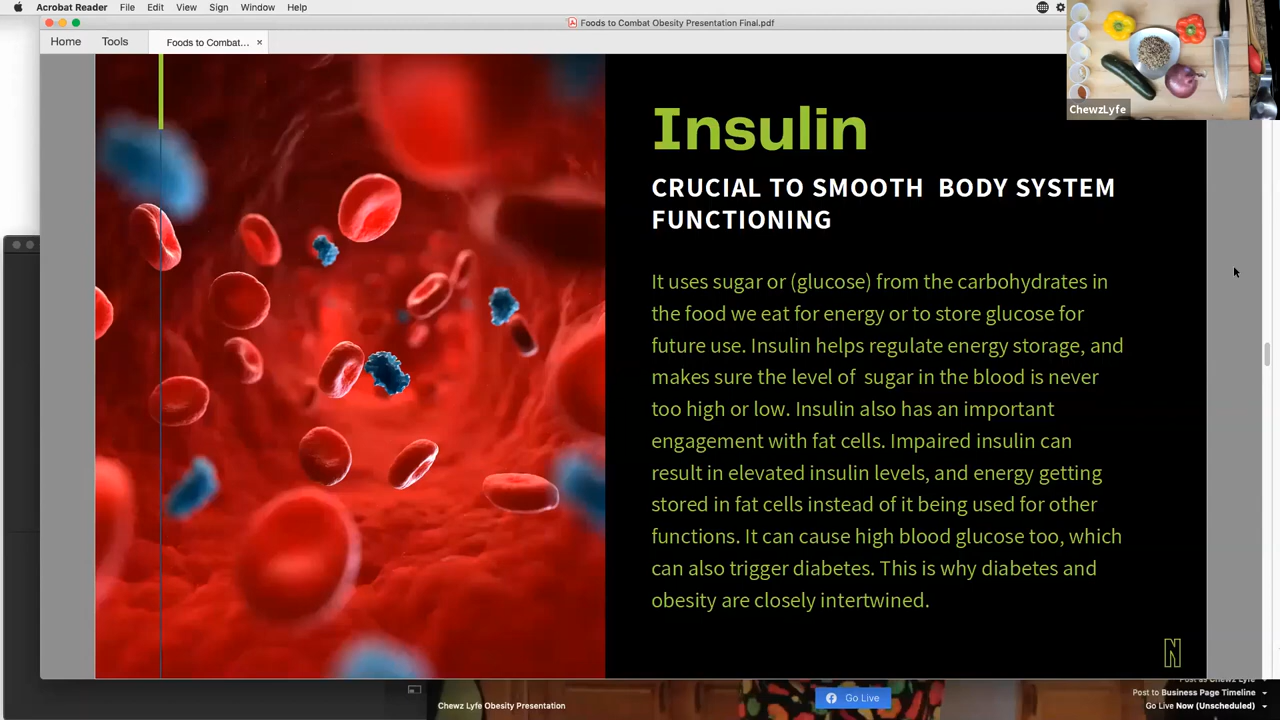 Acrobat Reader File Edit View Sign Window Help
Foods to Combat Obesity Presentation Final.pdf
Home Tools Foods to Combat... ×
ChewzLyfe
Insulin
CRUCIAL TO SMOOTH BODY SYSTEM
FUNCTIONING
It uses sugar or (glucose) from the carbohydrates in
the food we eat for energy or to store glucose for
future use. Insulin helps regulate energy storage, and
makes sure the level of sugar in the blood is never
too high or low. Insulin also has an important
engagement with fat cells. Impaired insulin can
result in elevated insulin levels, and energy getting
stored in fat cells instead of it being used for other
functions. It can cause high blood glucose too, which
can also trigger diabetes. This is why diabetes and
obesity are closely intertwined.
N
Post as Chewz Lyfe
Post to Business Page Timeline
Go Live Now (Unscheduled)
Go Live
Chewz Lyfe Obesity Presentation